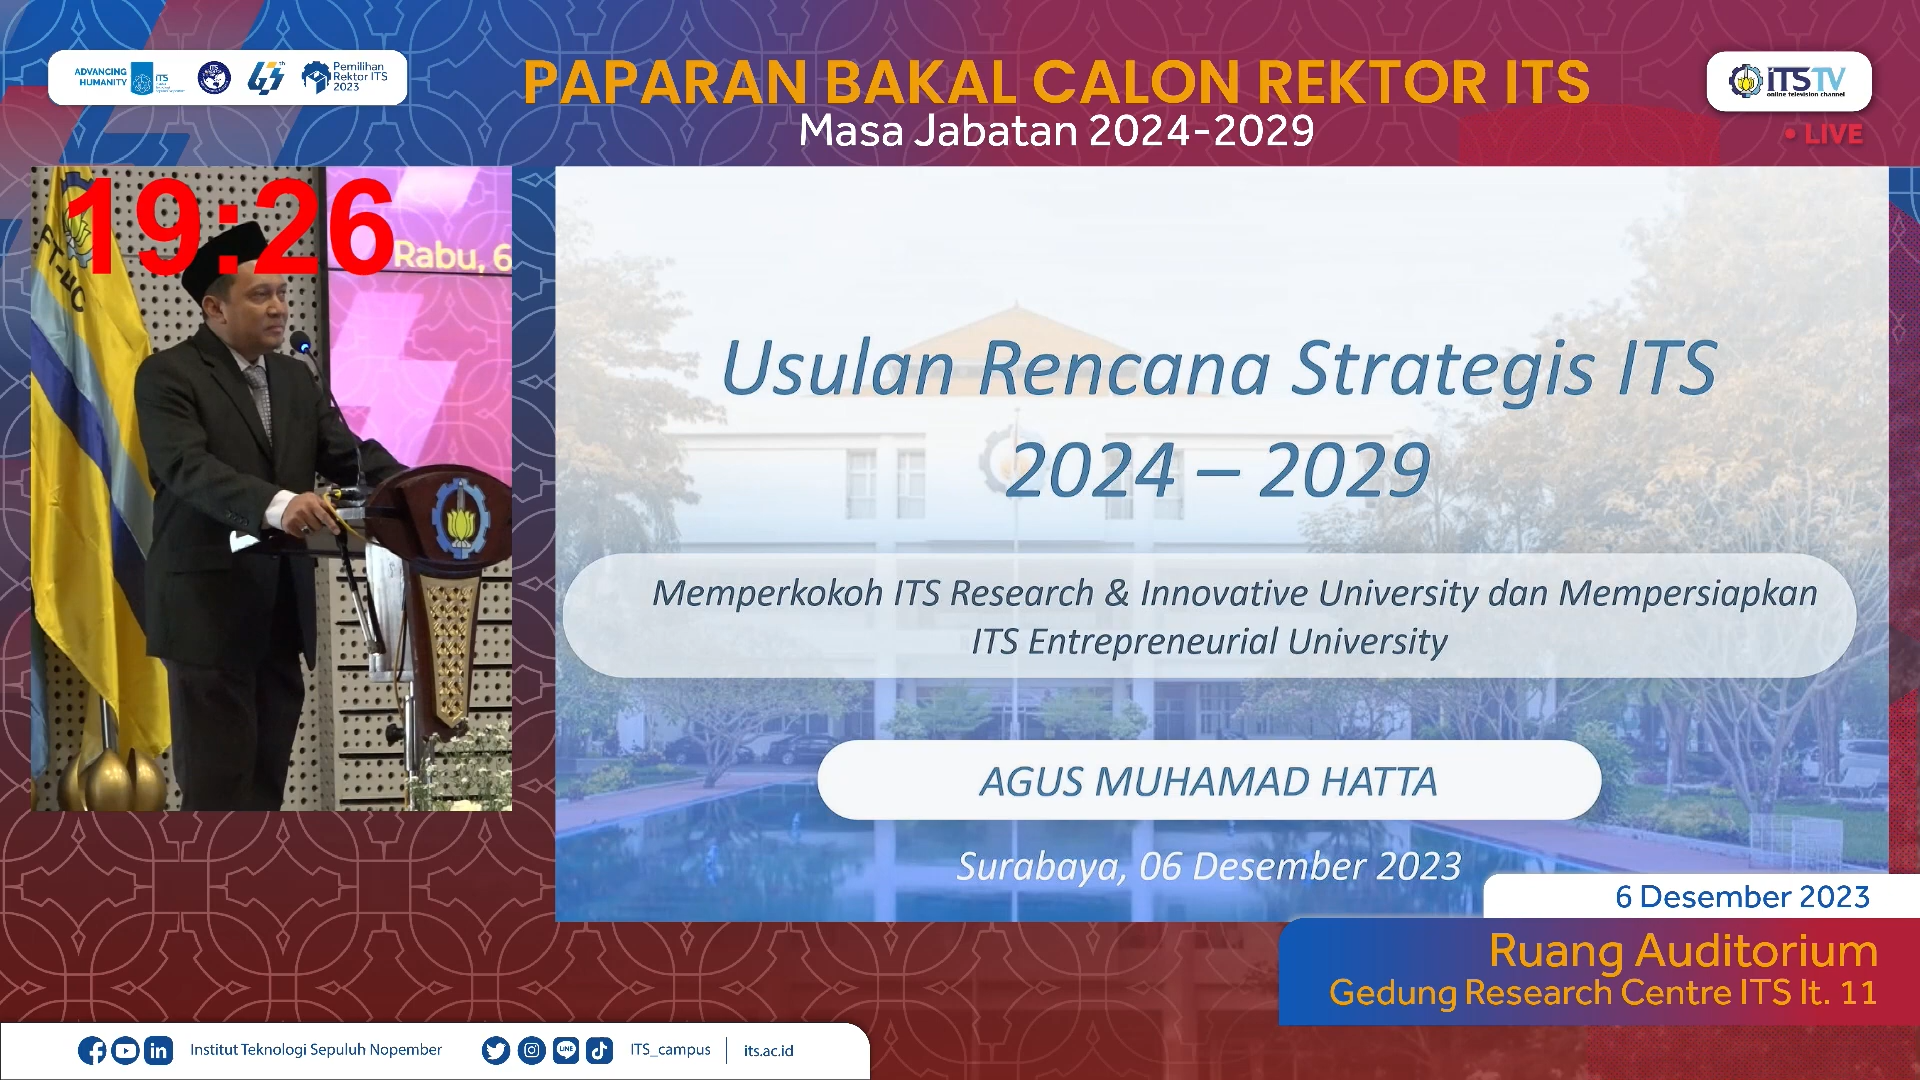 ADVANCING
HUMANITY
ITS
65th
Pemilihan
Rektor ITS
2023
PAPARAN BAKAL CALON REKTOR ITS
Masa Jabatan 2024-2029
iTSTV
online television channel
• LIVE
19:26
Rabu, 6
Usulan Rencana Strategis ITS
2024 – 2029
Memperkokoh ITS Research & Innovative University dan Mempersiapkan
ITS Entrepreneurial University
AGUS MUHAMAD HATTA
Surabaya, 06 Desember 2023
6 Desember 2023
Ruang Auditorium
Gedung Research Centre ITS lt. 11
Institut Teknologi Sepuluh Nopember
LINE
ITS_campus
its.ac.id